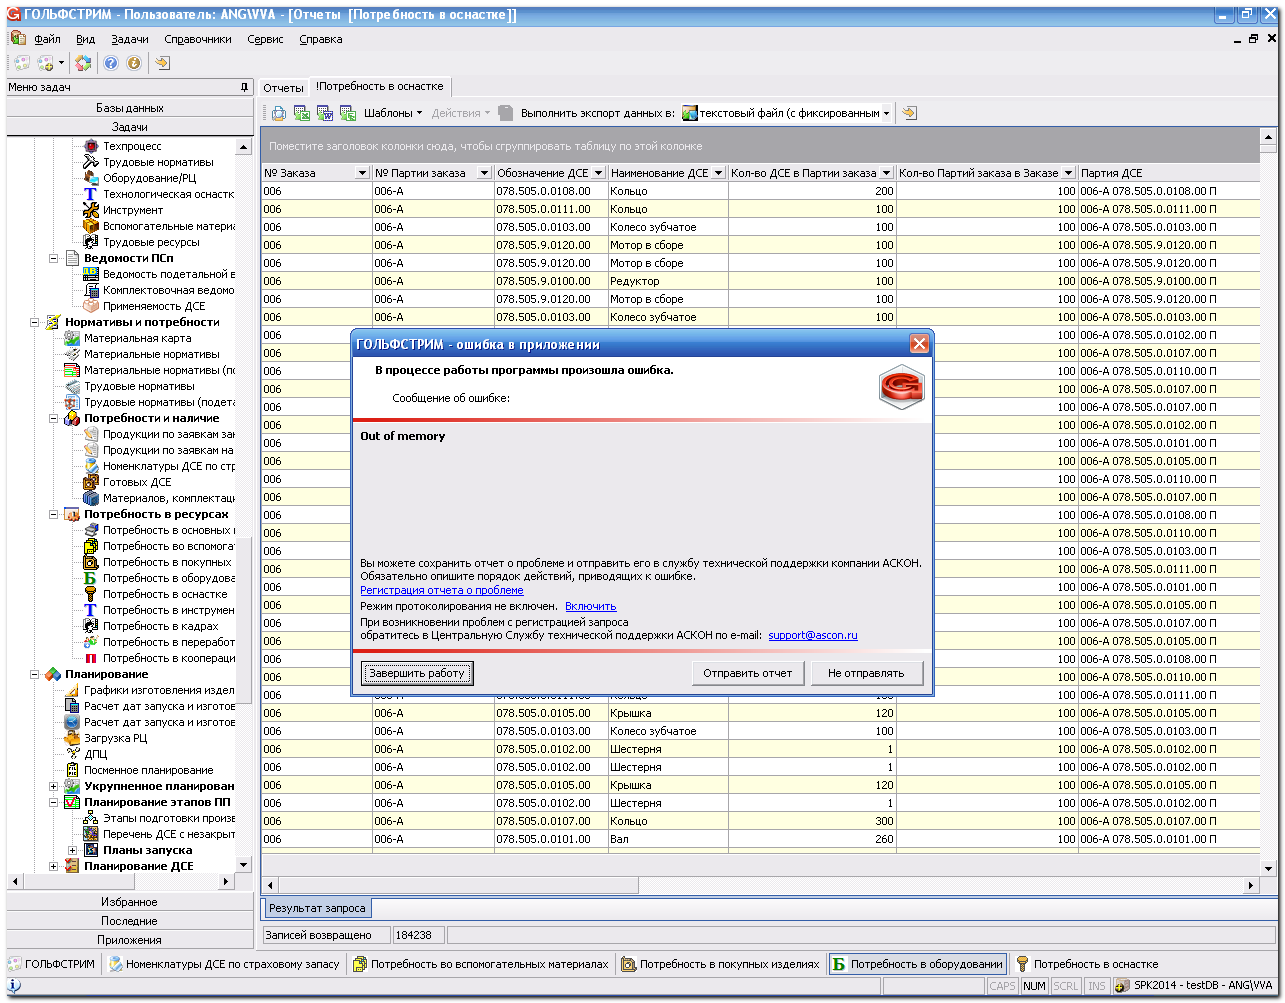 ГОЛЬФСТРИМ - Пользователь: ANG\VVA - [Отчеты [Потребность в оснастке]]
Файл Вид Задачи Справочники Сервис Справка
Меню задач
Базы данных
Задачи
Техпроцесс
Трудовые нормативы
Оборудование/РЦ
Технологическая оснастк
Инструмент
Вспомогательные матери
Трудовые ресурсы
Ведомости ПСп
Ведомость подетальной в
Комплектовочная ведомо
Применяемость ДСЕ
Нормативы и потребности
Материальная карта
Материальные нормативы
Материальные нормативы (по
Трудовые нормативы
Трудовые нормативы (подета
Потребности и наличие
Продукции по заявкам зак
Продукции по заявкам на
Номенклатуры ДСЕ по стр
Готовых ДСЕ
Материалов, комплектаци
Потребность в ресурсах
Потребность в основных
Потребность во вспомога
Потребность в покупных
Потребность в оборудова
Потребность в оснастке
Потребность в инструмен
Потребность в кадрах
Потребность в переработ
Потребность в кооперации
Планирование
Графики изготовления издел
Расчет дат запуска и изготов
Расчет дат запуска и изготов
Загрузка РЦ
ДПЦ
Посменное планирование
Укрупненное планирован
Планирование этапов ПП
Этапы подготовки произв
Перечень ДСЕ с незакрыт
Планы запуска
Планирование ДСЕ
Избранное
Последние
Приложения
Отчеты !Потребность в оснастке
Шаблоны Действия Выполнить экспорт данных в: текстовый файл (с фиксированным
Поместите заголовок колонки сюда, чтобы сгруппировать таблицу по этой колонке
№ Заказа № Партии заказа Обозначение ДСЕ Наименование ДСЕ Кол-во ДСЕ в Партии заказа Кол-во Партий заказа в Заказе Партия ДСЕ
006 006-А 078.505.0.0108.00 Кольцо 200 100 006-А 078.505.0.0108.00 П
006 006-А 078.505.0.0111.00 Кольцо 100 100 006-А 078.505.0.0111.00 П
006 006-А 078.505.0.0103.00 Колесо зубчатое 100 100 006-А 078.505.0.0103.00 П
006 006-А 078.505.9.0120.00 Мотор в сборе 100 100 006-А 078.505.9.0120.00 П
006 006-А 078.505.9.0120.00 Мотор в сборе 100 100 006-А 078.505.9.0120.00 П
006 006-А 078.505.9.0100.00 Редуктор 100 100 006-А 078.505.9.0100.00 П
006 006-А 078.505.9.0120.00 Мотор в сборе 100 100 006-А 078.505.9.0120.00 П
006 006-А 078.505.0.0103.00 Колесо зубчатое 100 100 006-А 078.505.0.0103.00 П
006 100 006-А 078.505.0.0102.00 П
006 100 006-А 078.505.0.0107.00 П
006 100 006-А 078.505.0.0110.00 П
006 100 006-А 078.505.0.0107.00 П
006 100 006-А 078.505.0.0107.00 П
006 100 006-А 078.505.0.0102.00 П
006 100 006-А 078.505.0.0101.00 П
006 100 006-А 078.505.0.0105.00 П
006 100 006-А 078.505.0.0110.00 П
006 100 006-А 078.505.0.0107.00 П
006 100 006-А 078.505.0.0108.00 П
006 100 006-А 078.505.0.0110.00 П
006 100 006-А 078.505.0.0103.00 П
006 100 006-А 078.505.0.0111.00 П
006 100 006-А 078.505.0.0101.00 П
006 100 006-А 078.505.0.0105.00 П
006 100 006-А 078.505.0.0107.00 П
006 100 006-А 078.505.0.0105.00 П
006 100 006-А 078.505.0.0108.00 П
006 100 006-А 078.505.0.0110.00 П
006 100 006-А 078.505.0.0111.00 П
006 006-А 078.505.0.0105.00 Крышка 120 100 006-А 078.505.0.0105.00 П
006 006-А 078.505.0.0103.00 Колесо зубчатое 100 100 006-А 078.505.0.0103.00 П
006 006-А 078.505.0.0102.00 Шестерня 1 100 006-А 078.505.0.0102.00 П
006 006-А 078.505.0.0102.00 Шестерня 1 100 006-А 078.505.0.0102.00 П
006 006-А 078.505.0.0105.00 Крышка 120 100 006-А 078.505.0.0105.00 П
006 006-А 078.505.0.0102.00 Шестерня 1 100 006-А 078.505.0.0102.00 П
006 006-А 078.505.0.0107.00 Кольцо 300 100 006-А 078.505.0.0107.00 П
006 006-А 078.505.0.0101.00 Вал 260 100 006-А 078.505.0.0101.00 П
ГОЛЬФСТРИМ - ошибка в приложении
В процессе работы программы произошла ошибка.
Сообщение об ошибке:
Out of memory
Вы можете сохранить отчет о проблеме и отправить его в службу технической поддержки компании АСКОН.
Обязательно опишите порядок действий, приводящих к ошибке.
Регистрация отчета о проблеме
Режим протоколирования не включен. Включить
При возникновении проблем с регистрацией запроса
обратитесь в Центральную Службу технической поддержки АСКОН по e-mail: support@ascon.ru
Завершить работу Отправить отчет Не отправлять
Результат запроса
Записей возвращено 184238
ГОЛЬФСТРИМ Номенклатуры ДСЕ по страховому запасу Потребность во вспомогательных материалах Потребность в покупных изделиях Потребность в оборудовании Потребность в оснастке
CAPS NUM SCRL INS SPK2014 - testDB - ANG\VVA